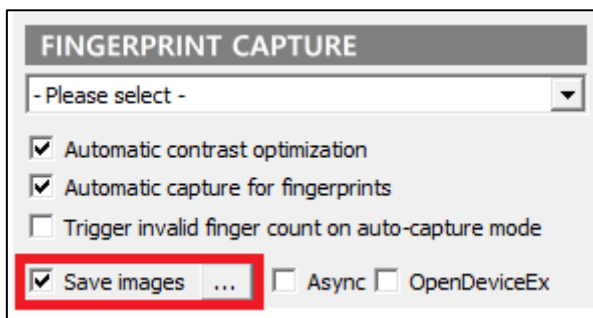 FINGERPRINT CAPTURE
- Please select -
Automatic contrast optimization
Automatic capture for fingerprints
Trigger invalid finger count on auto-capture mode
Save images ... Async OpenDeviceEx